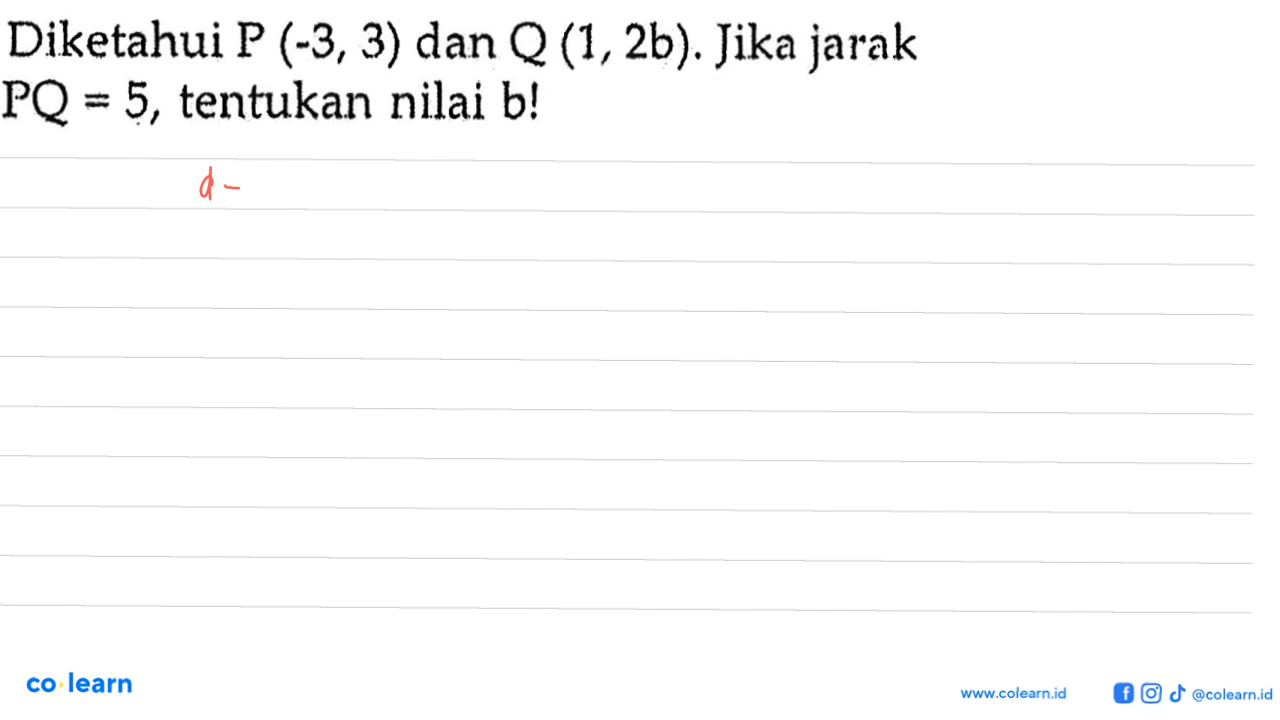 Diketahui P (-3, 3) dan Q (1, 2b). Jika jarak
PQ = 5, tentukan nilai b!
d -
co learn
www.colearn.id @colearn.id